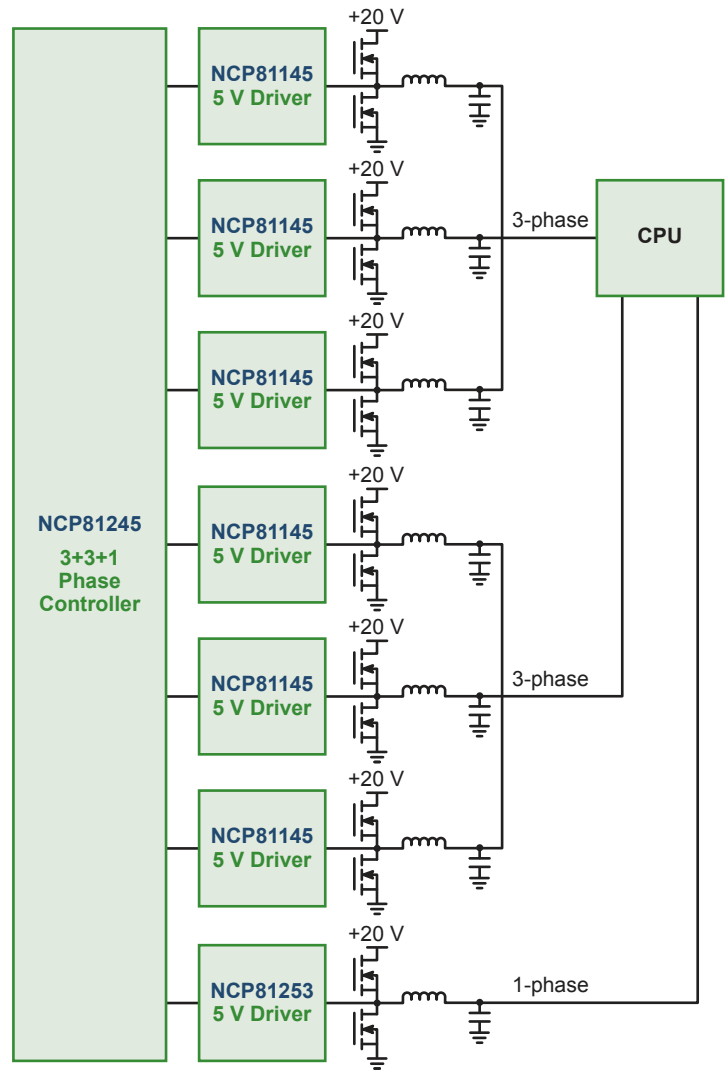 +20 V
NCP81145
5 V Driver
+20 V
NCP81145
5 V Driver
3-phase
CPU
+20 V
NCP81145
5 V Driver
NCP81245
3+3+1
Phase
Controller
+20 V
NCP81145
5 V Driver
+20 V
NCP81145
5 V Driver
3-phase
+20 V
NCP81145
5 V Driver
+20 V
NCP81253
5 V Driver
1-phase